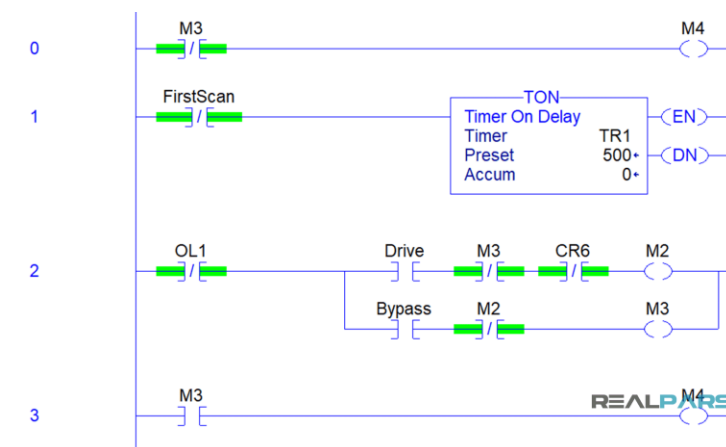 M3 M4
0
FirstScan
1
TON
Timer On Delay EN
Timer TR1
Preset 500 DN
Accum 0
OL1 Drive M3 CR6 M2
2
Bypass M2 M3
M3 M4
REALPARS
3